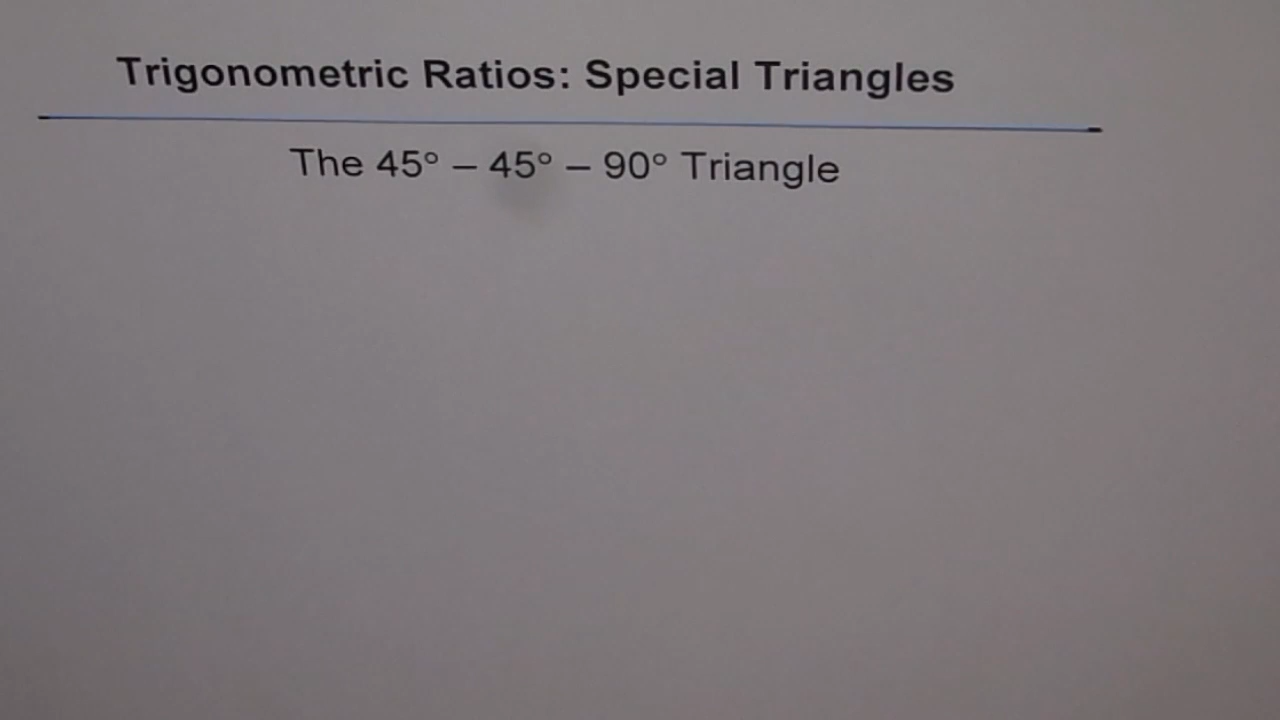 Trigonometric Ratios: Special Triangles
The 45° – 45° – 90° Triangle